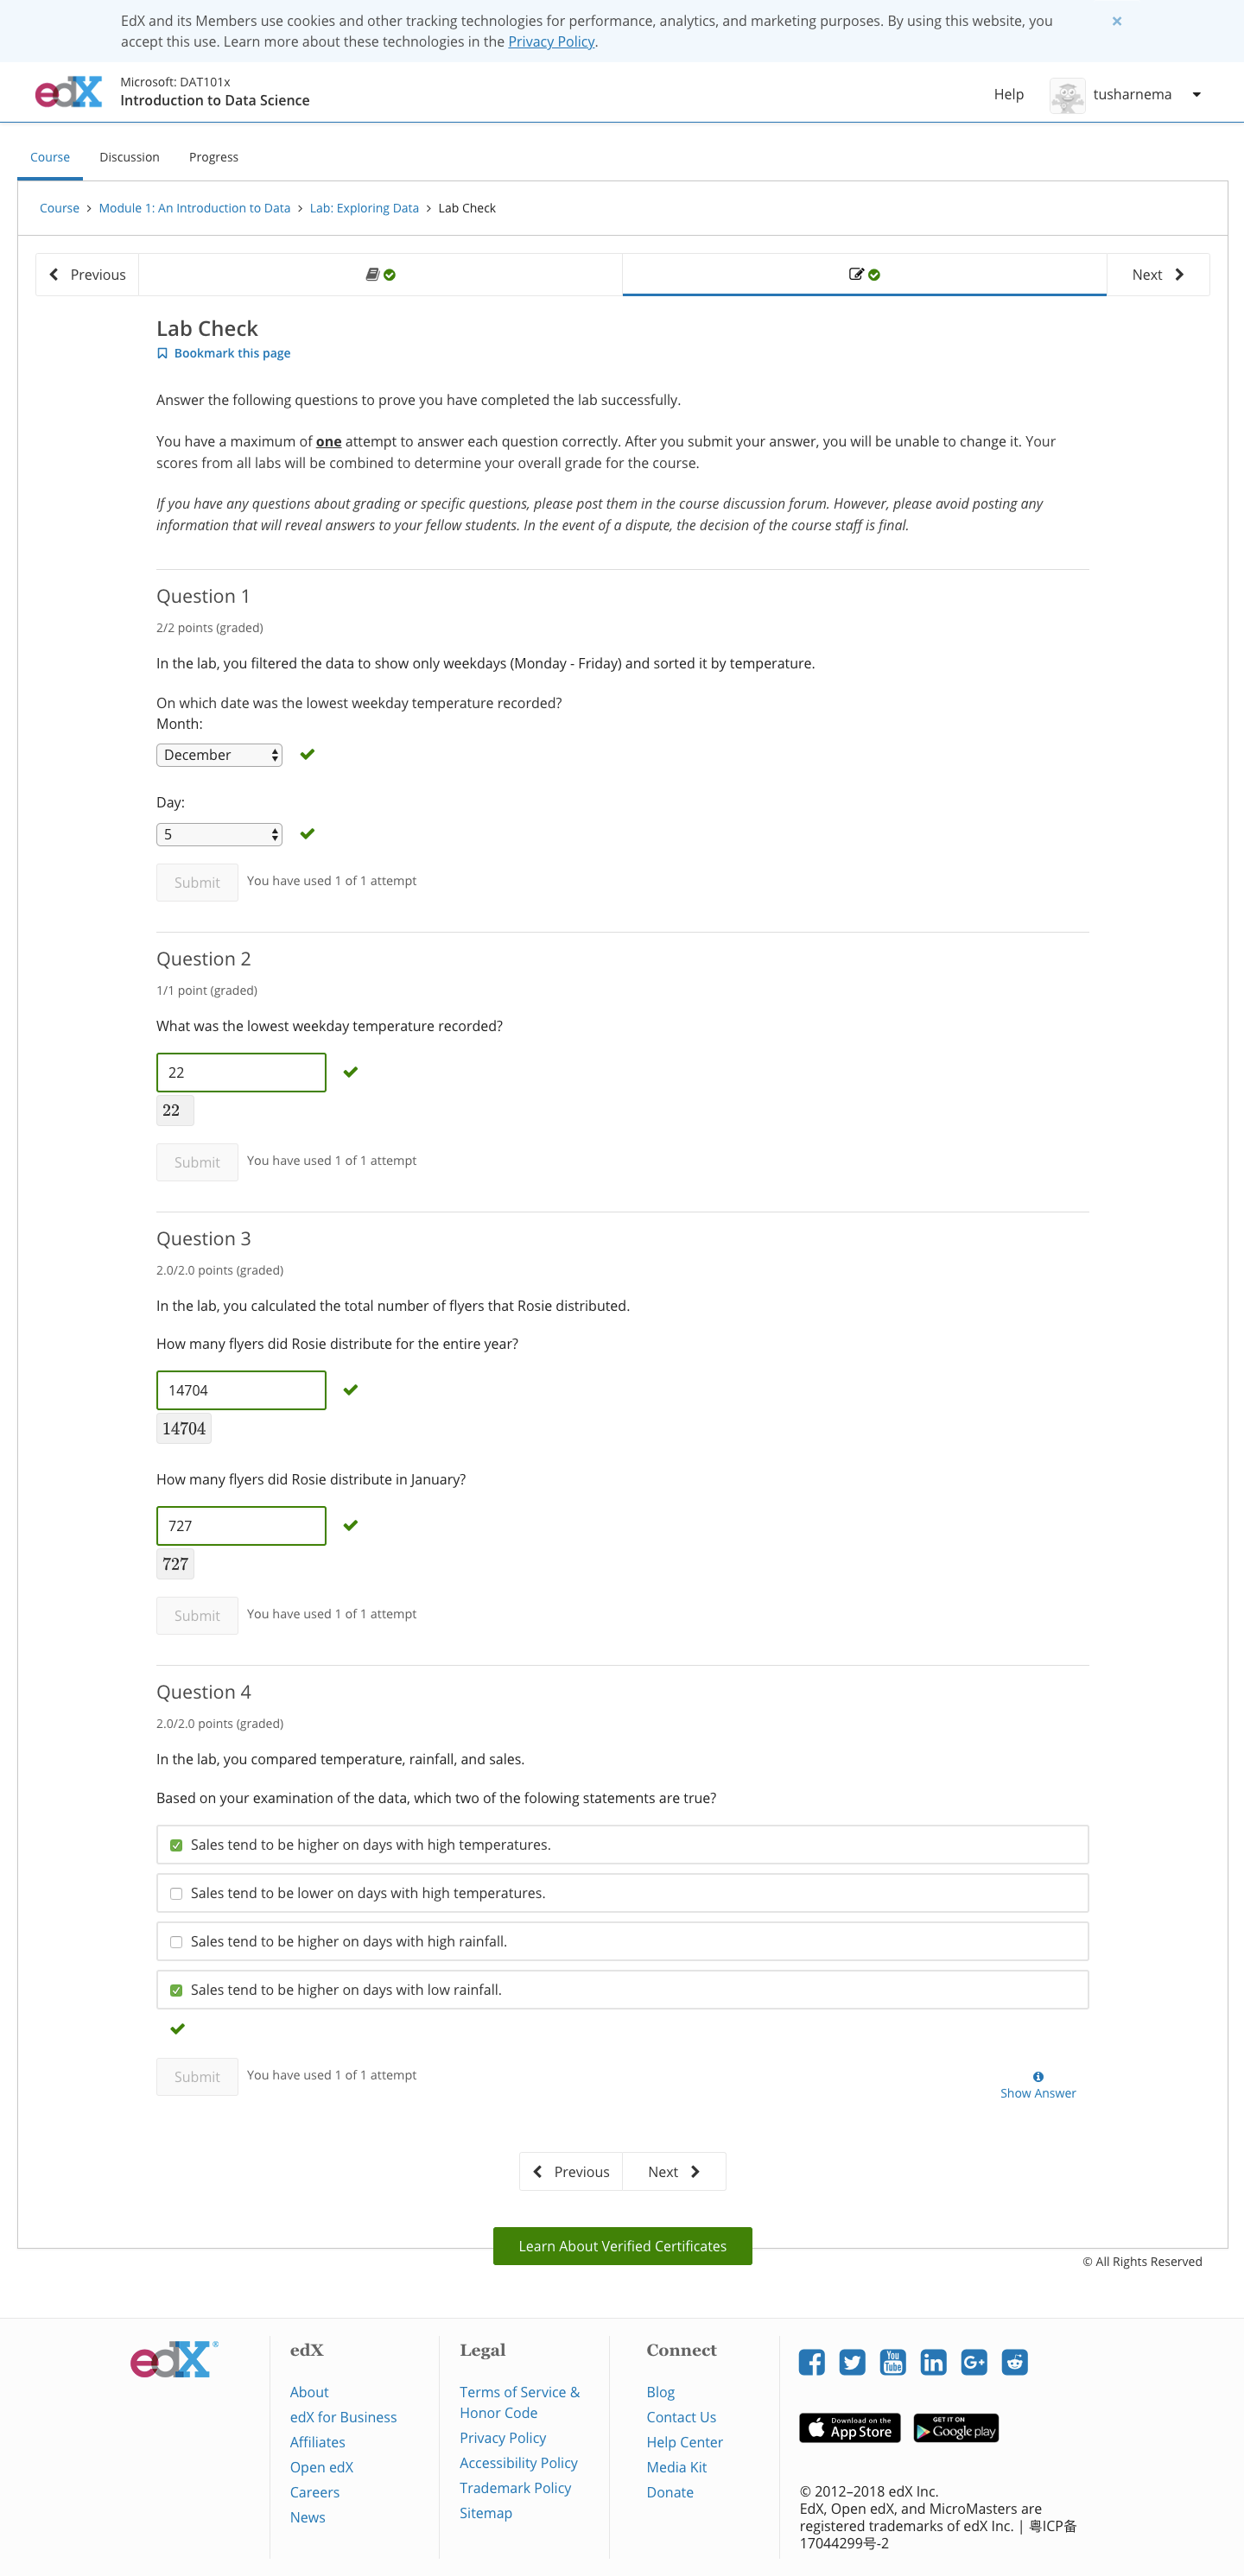 EdX and its Members use cookies and other tracking technologies for performance, analytics, and marketing purposes. By using this website, you
accept this use. Learn more about these technologies in the Privacy Policy.
×
edX
Microsoft: DAT101x
Introduction to Data Science
Help
tusharnema
Course
Discussion
Progress
Course > Module 1: An Introduction to Data > Lab: Exploring Data > Lab Check
Previous
Next
Lab Check
Bookmark this page
Answer the following questions to prove you have completed the lab successfully.
You have a maximum of one attempt to answer each question correctly. After you submit your answer, you will be unable to change it. Your
scores from all labs will be combined to determine your overall grade for the course.
If you have any questions about grading or specific questions, please post them in the course discussion forum. However, please avoid posting any
information that will reveal answers to your fellow students. In the event of a dispute, the decision of the course staff is final.
Question 1
2/2 points (graded)
In the lab, you filtered the data to show only weekdays (Monday - Friday) and sorted it by temperature.
On which date was the lowest weekday temperature recorded?
Month:
December
Day:
5
Submit
You have used 1 of 1 attempt
Question 2
1/1 point (graded)
What was the lowest weekday temperature recorded?
22
22
Submit
You have used 1 of 1 attempt
Question 3
2.0/2.0 points (graded)
In the lab, you calculated the total number of flyers that Rosie distributed.
How many flyers did Rosie distribute for the entire year?
14704
14704
How many flyers did Rosie distribute in January?
727
727
Submit
You have used 1 of 1 attempt
Question 4
2.0/2.0 points (graded)
In the lab, you compared temperature, rainfall, and sales.
Based on your examination of the data, which two of the folowing statements are true?
Sales tend to be higher on days with high temperatures.
Sales tend to be lower on days with high temperatures.
Sales tend to be higher on days with high rainfall.
Sales tend to be higher on days with low rainfall.
Submit
You have used 1 of 1 attempt
Show Answer
Previous
Next
Learn About Verified Certificates
© All Rights Reserved
edX®
edX
About
edX for Business
Affiliates
Open edX
Careers
News
Legal
Terms of Service &
Honor Code
Privacy Policy
Accessibility Policy
Trademark Policy
Sitemap
Connect
Blog
Contact Us
Help Center
Media Kit
Donate
You
Tube
in
G+
Download on the
App Store
GET IT ON
Google play
© 2012–2018 edX Inc.
EdX, Open edX, and MicroMasters are
registered trademarks of edX Inc. | 粤ICP备
17044299号-2